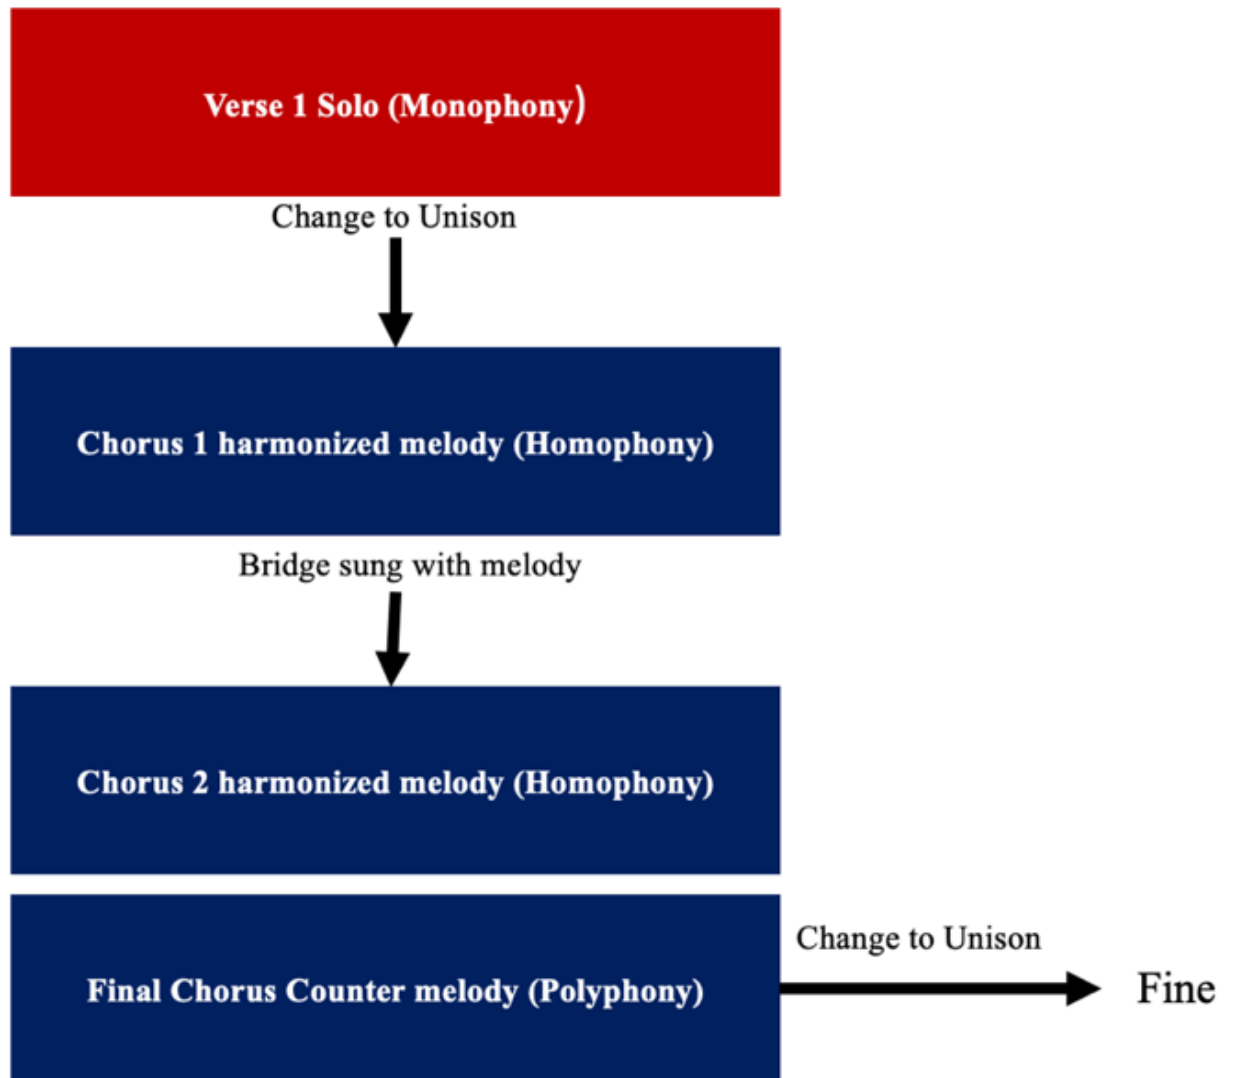 Verse 1 Solo (Monophony)
Change to Unison
Chorus 1 harmonized melody (Homophony)
Bridge sung with melody
Chorus 2 harmonized melody (Homophony)
Change to Unison
Final Chorus Counter melody (Polyphony)
Fine